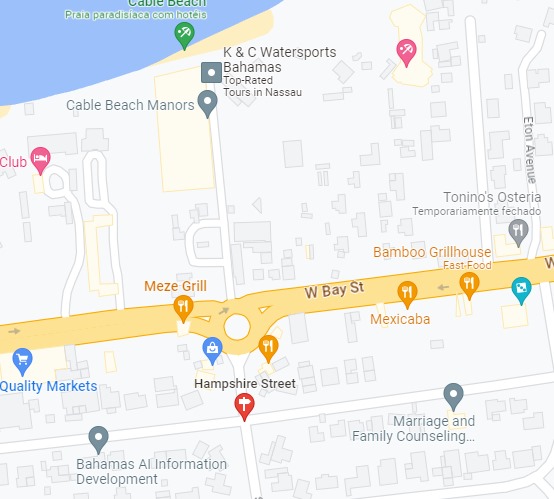 Cable Beach
Praia paradisíaca com hotéis
K & C Watersports
Bahamas
Top-Rated
Tours in Nassau
Cable Beach Manors
Club
Eton Avenue
Tonino's Osteria
Temporariamente fechado
Bamboo Grillhouse
Fast Food
W
Meze Grill
W Bay St
Mexicaba
Quality Markets
Hampshire Street
Marriage and
Family Counseling...
Bahamas AI Information
Development